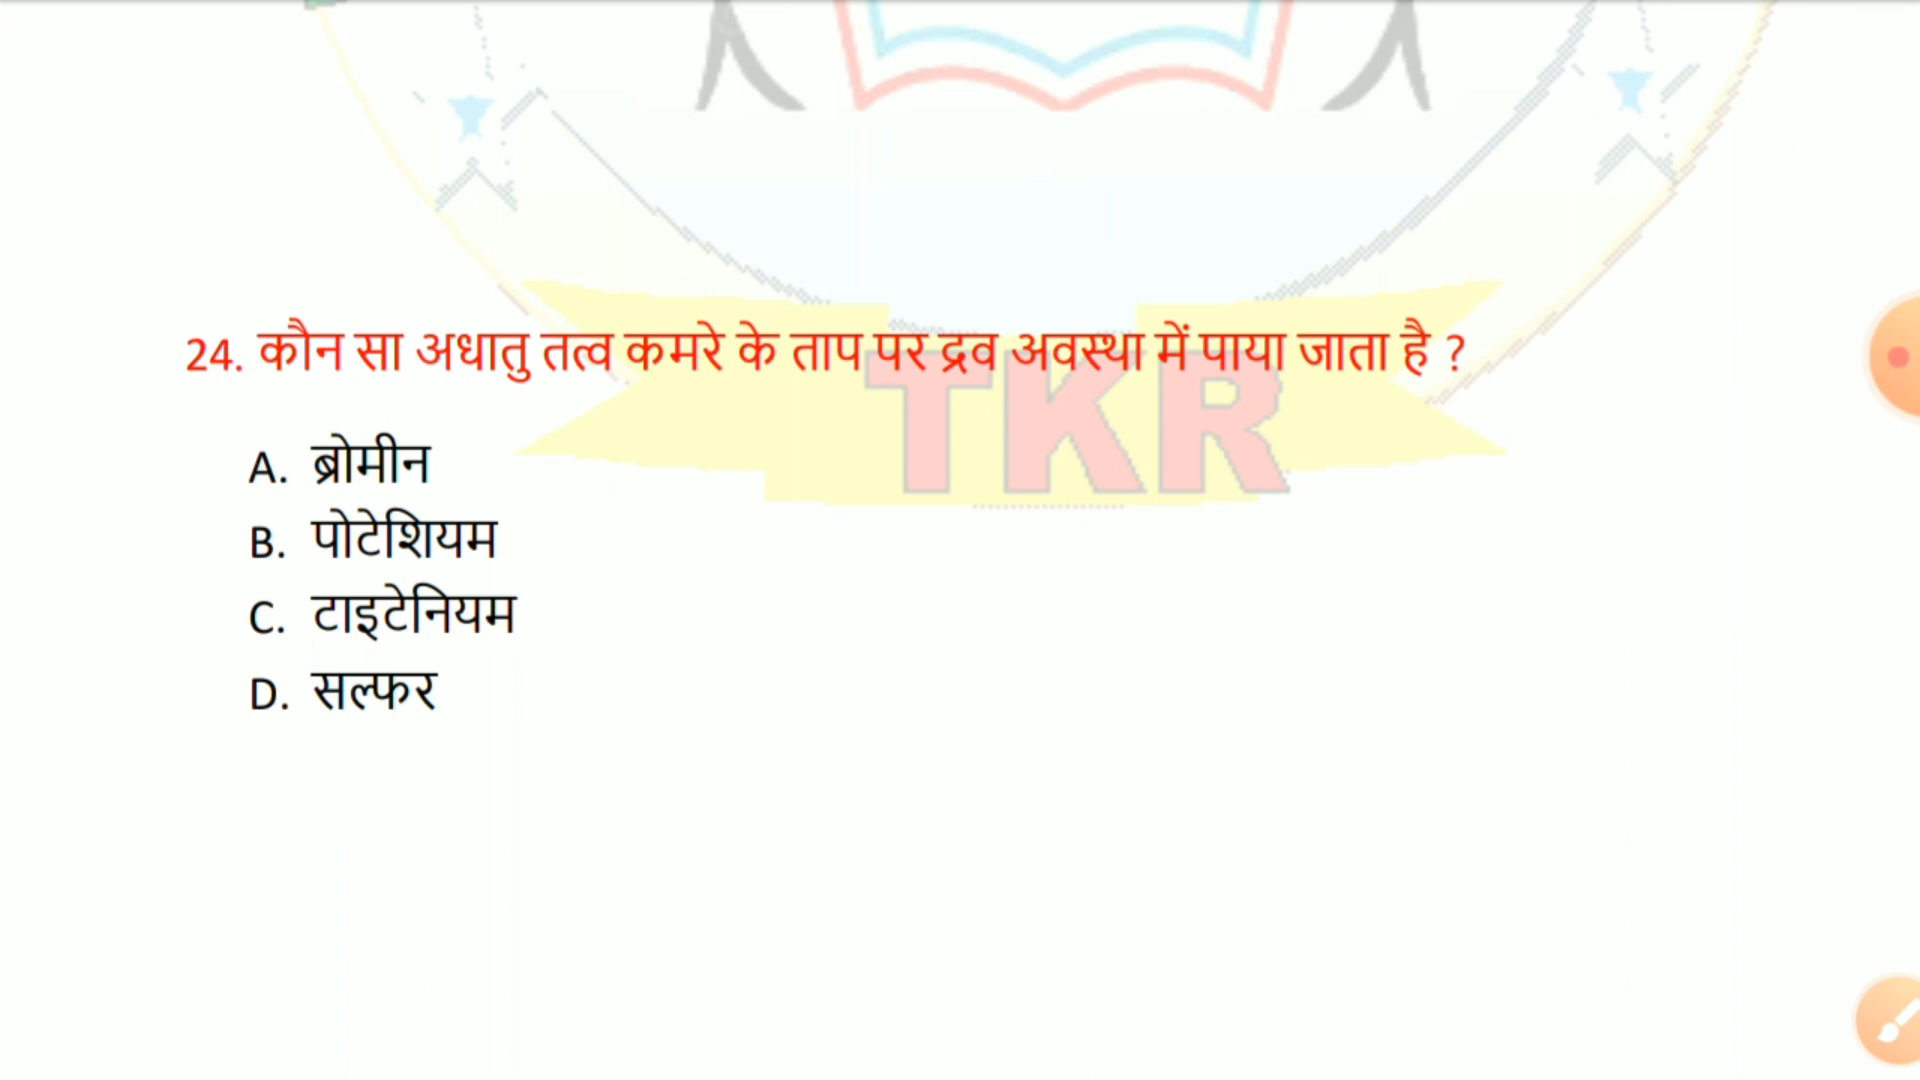 24. कौन सा अधातु तत्व कमरे के ताप पर द्रव अवस्था में पाया जाता है ?
TKR
A. ब्रोमीन
B. पोटेशियम
C. टाइटेनियम
D. सल्फर